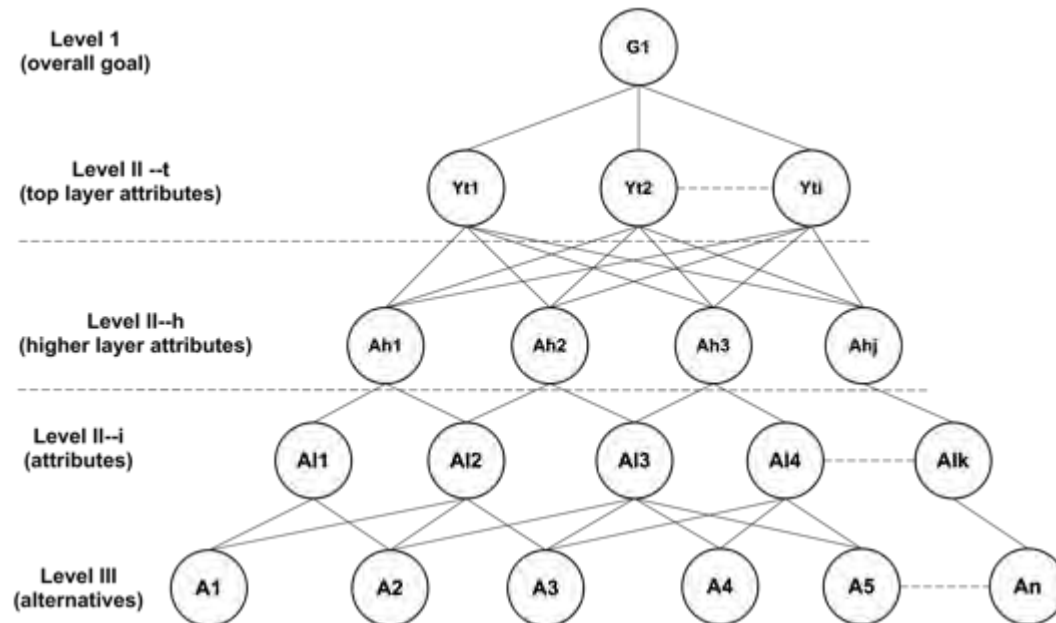 Level 1
(overall goal)
G1
Level II --t
(top layer attributes)
Yt1
Yt2
Yti
Level II--h
(higher layer attributes)
Ah1
Ah2
Ah3
Ahj
Level II--i
(attributes)
Al1
Al2
Al3
Al4
Alk
Level III
(alternatives)
A1
A2
A3
A4
A5
An